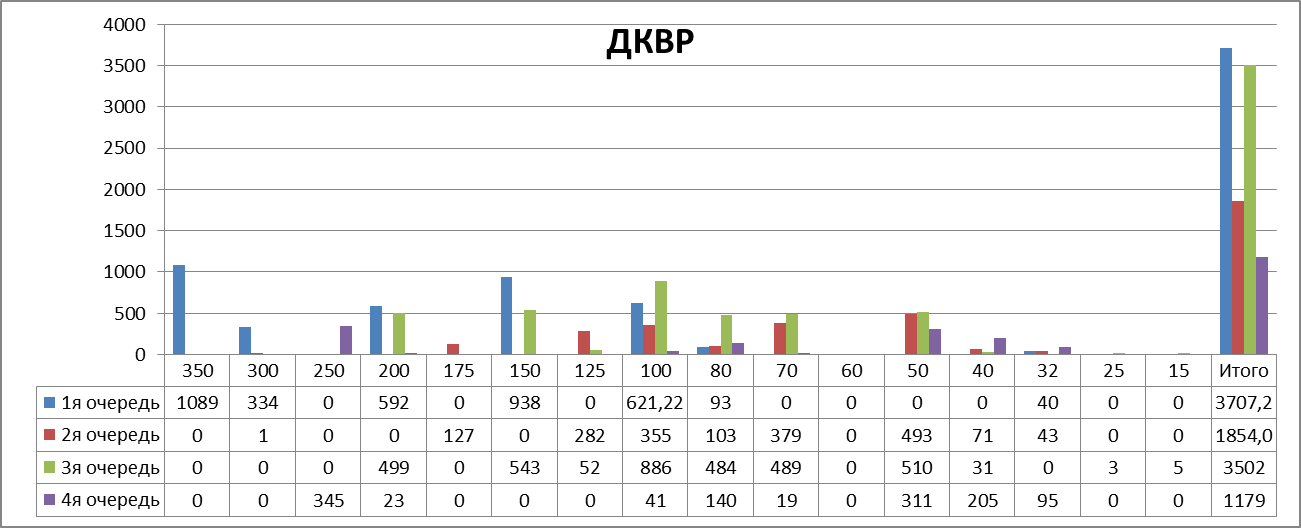 ДКВР
4000
3500
3000
2500
2000
1500
1000
500
0
350 300 250 200 175 150 125 100 80 70 60 50 40 32 25 15 Итого
1я очередь 1089 334 0 592 0 938 0 621,22 93 0 0 0 0 40 0 0 3707,2
2я очередь 0 1 0 0 127 0 282 355 103 379 0 493 71 43 0 0 1854,0
3я очередь 0 0 0 499 0 543 52 886 484 489 0 510 31 0 3 5 3502
4я очередь 0 0 345 23 0 0 0 41 140 19 0 311 205 95 0 0 1179